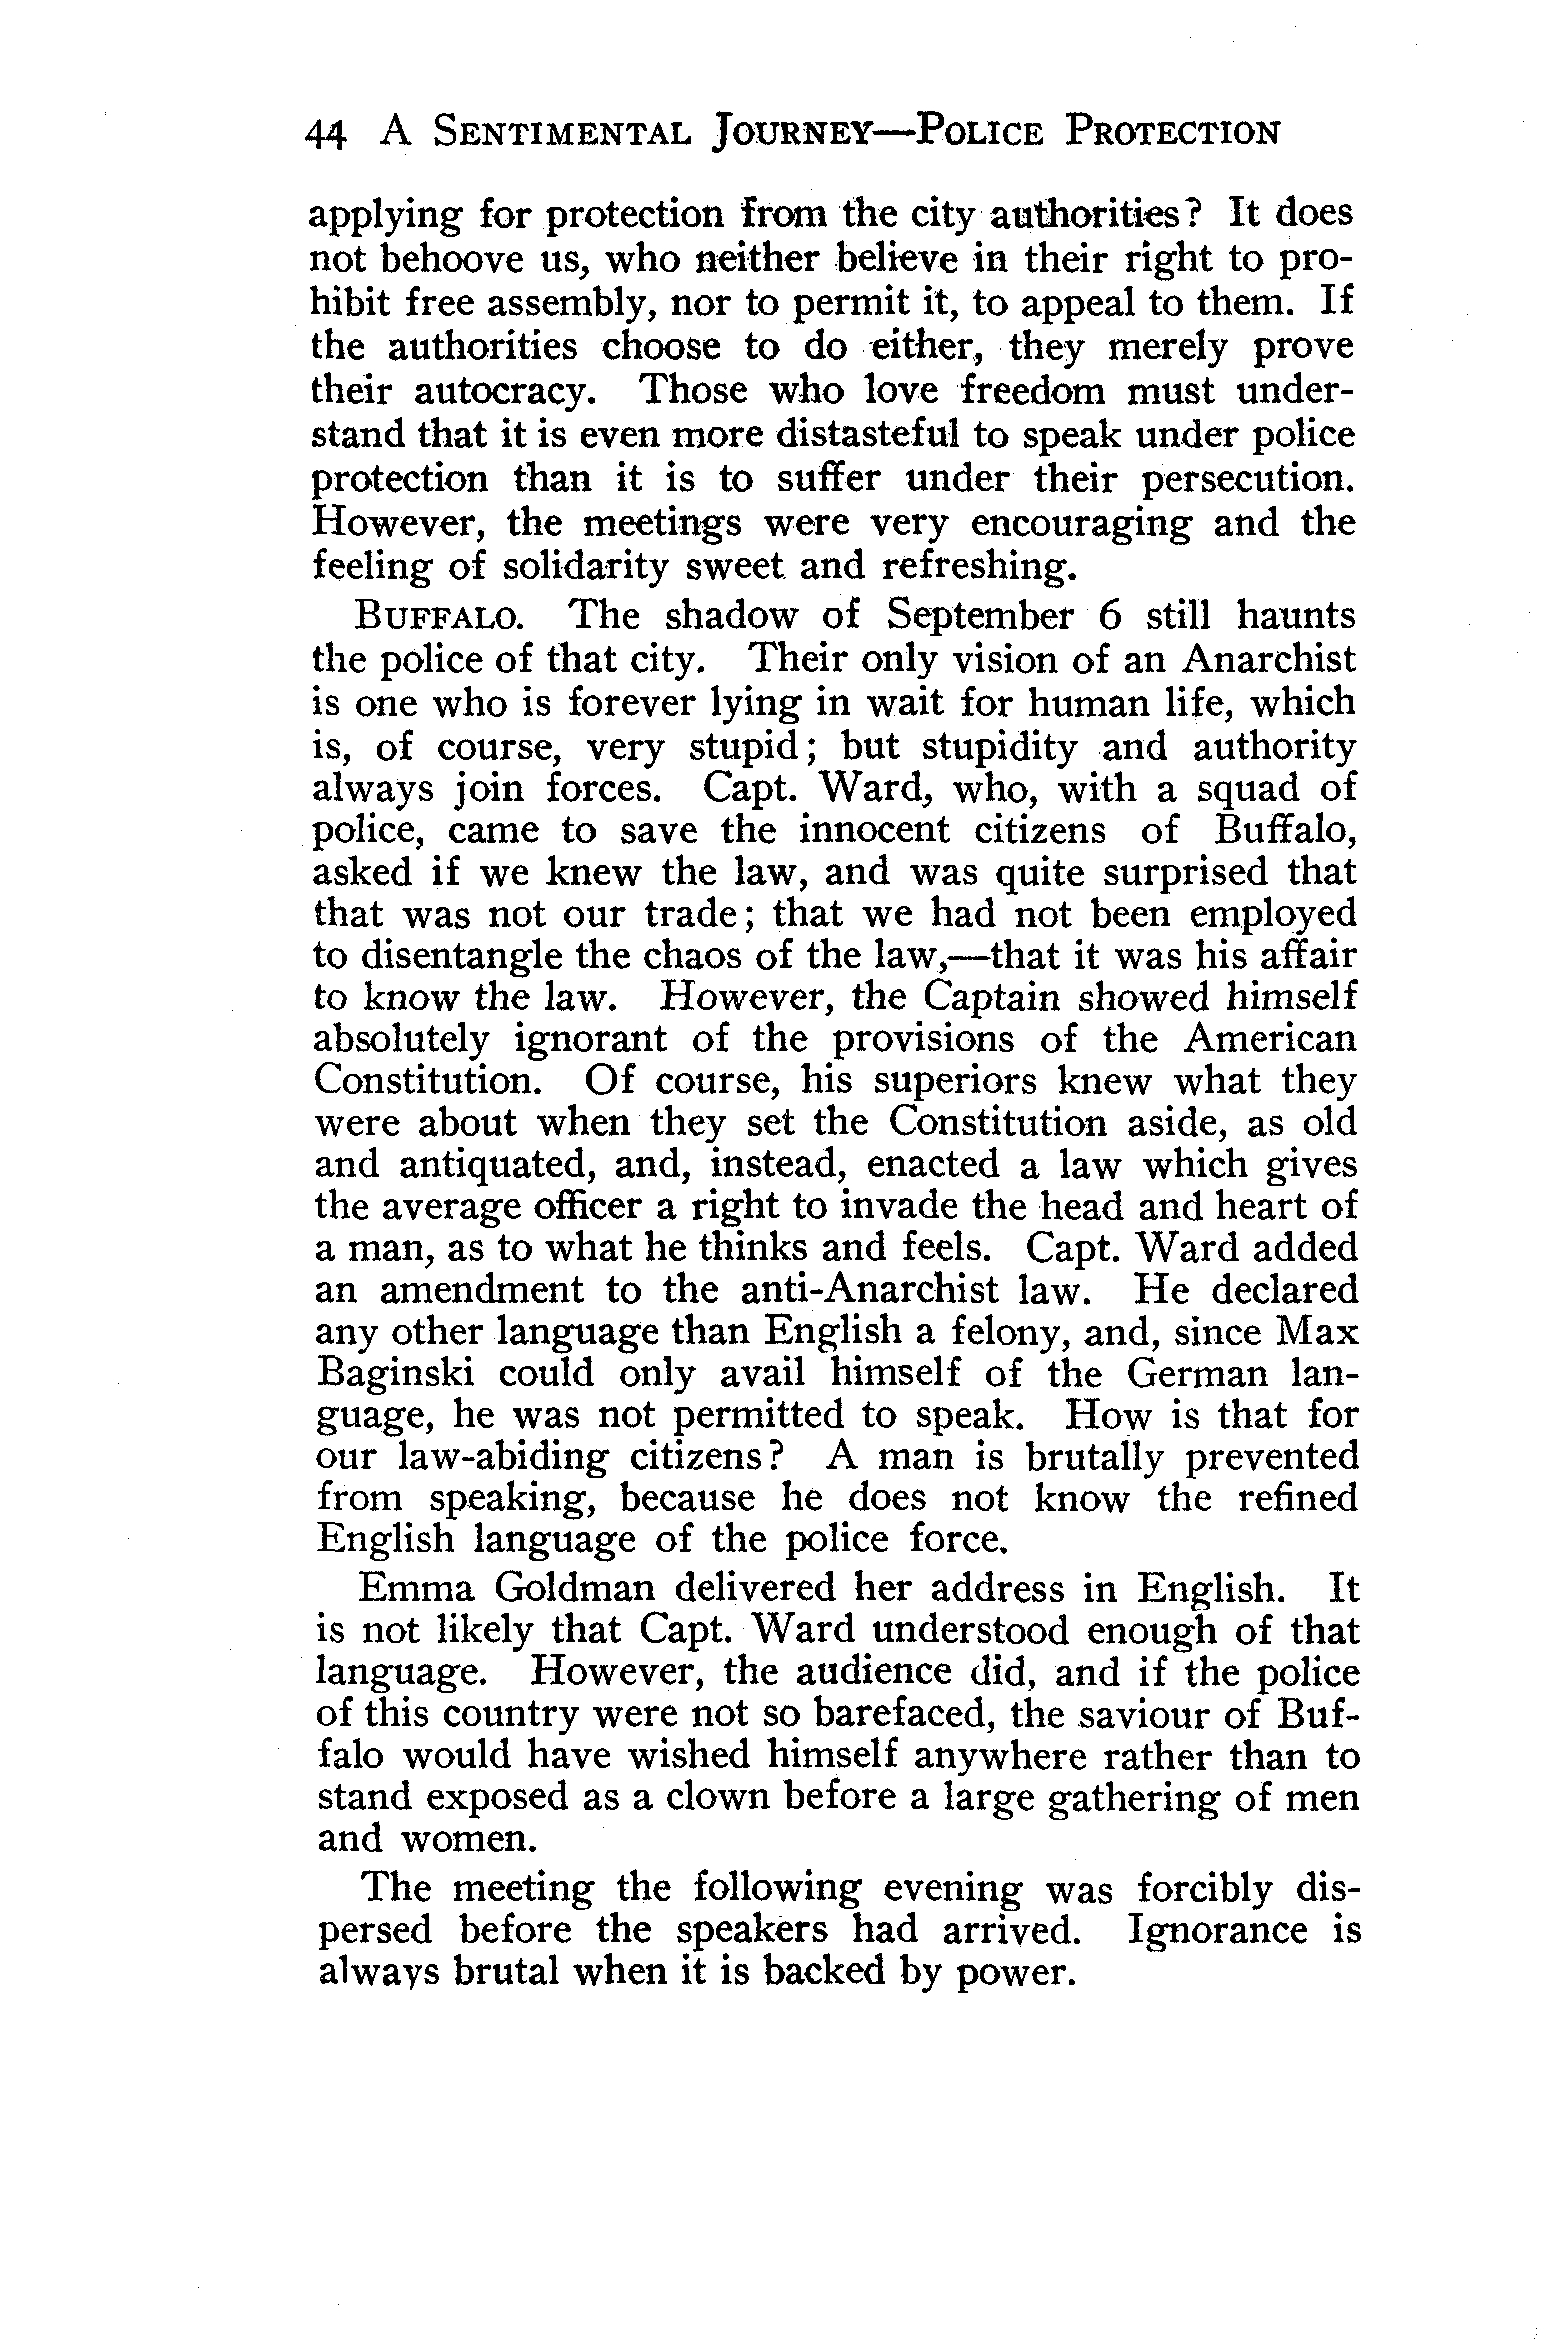 44 A SENTIMENTAL JOURNEY—POLICE PROTECTION
applying for protection from the city authorities? It does
not behoove us, who neither believe in their right to pro-
hibit free assembly, nor to permit it, to appeal to them. If
the authorities choose to do either, they merely prove
their autocracy. Those who love freedom must under-
stand that it is even more distasteful to speak under police
protection than it is to suffer under their persecution.
However, the meetings were very encouraging and the
feeling of solidarity sweet and refreshing.
BUFFALO. The shadow of September 6 still haunts
the police of that city. Their only vision of an Anarchist
is one who is forever lying in wait for human life, which
is, of course, very stupid; but stupidity and authority
always join forces. Capt. Ward, who, with a squad of
police, came to save the innocent citizens of Buffalo,
asked if we knew the law, and was quite surprised that
that was not our trade; that we had not been employed
to disentangle the chaos of the law,—that it was his affair
to know the law. However, the Captain showed himself
absolutely ignorant of the provisions of the American
Constitution. Of course, his superiors knew what they
were about when they set the Constitution aside, as old
and antiquated, and, instead, enacted a law which gives
the average officer a right to invade the head and heart of
a man, as to what he thinks and feels. Capt. Ward added
an amendment to the anti-Anarchist law. He declared
any other language than English a felony, and, since Max
Baginski could only avail himself of the German lan-
guage, he was not permitted to speak. How is that for
our law-abiding citizens? A man is brutally prevented
from speaking, because he does not know the refined
English language of the police force.
Emma Goldman delivered her address in English. It
is not likely that Capt. Ward understood enough of that
language. However, the audience did, and if the police
of this country were not so barefaced, the saviour of Buf-
falo would have wished himself anywhere rather than to
stand exposed as a clown before a large gathering of men
and women.
The meeting the following evening was forcibly dis-
persed before the speakers had arrived. Ignorance is
always brutal when it is backed by power.